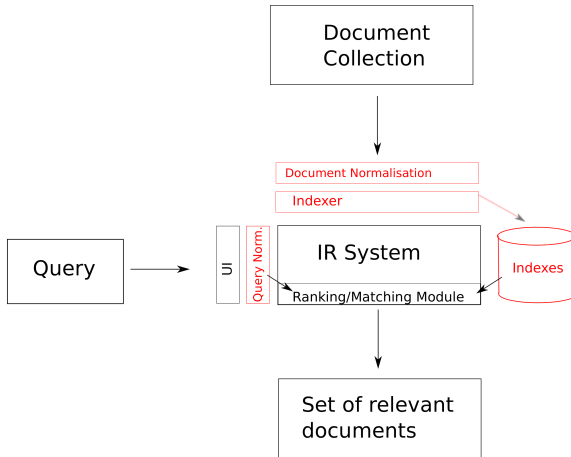 Document
Collection
Document Normalisation
Indexer
Query
UI
Query Norm.
IR System
Indexes
Ranking/Matching Module
Set of relevant
documents